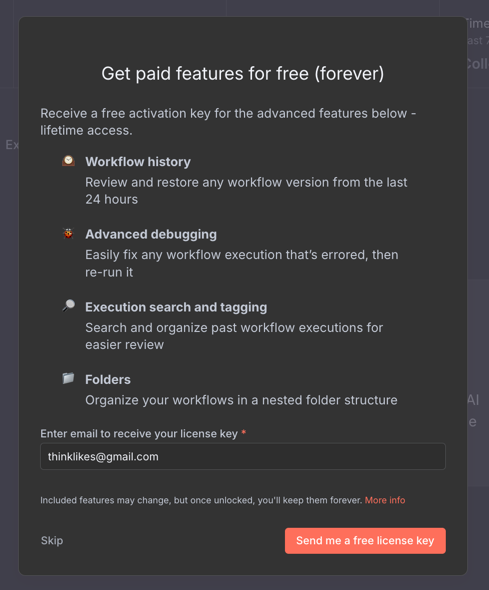 Time
last 7
Coll
Get paid features for free (forever)
Receive a free activation key for the advanced features below -
lifetime access.
Ex
Workflow history
Review and restore any workflow version from the last
24 hours
Advanced debugging
Easily fix any workflow execution that's errored, then
re-run it
Execution search and tagging
Search and organize past workflow executions for
easier review
Folders
Organize your workflows in a nested folder structure
AI
e
Enter email to receive your license key *
thinklikes@gmail.com
Included features may change, but once unlocked, you'll keep them forever. More info
Skip
Send me a free license key